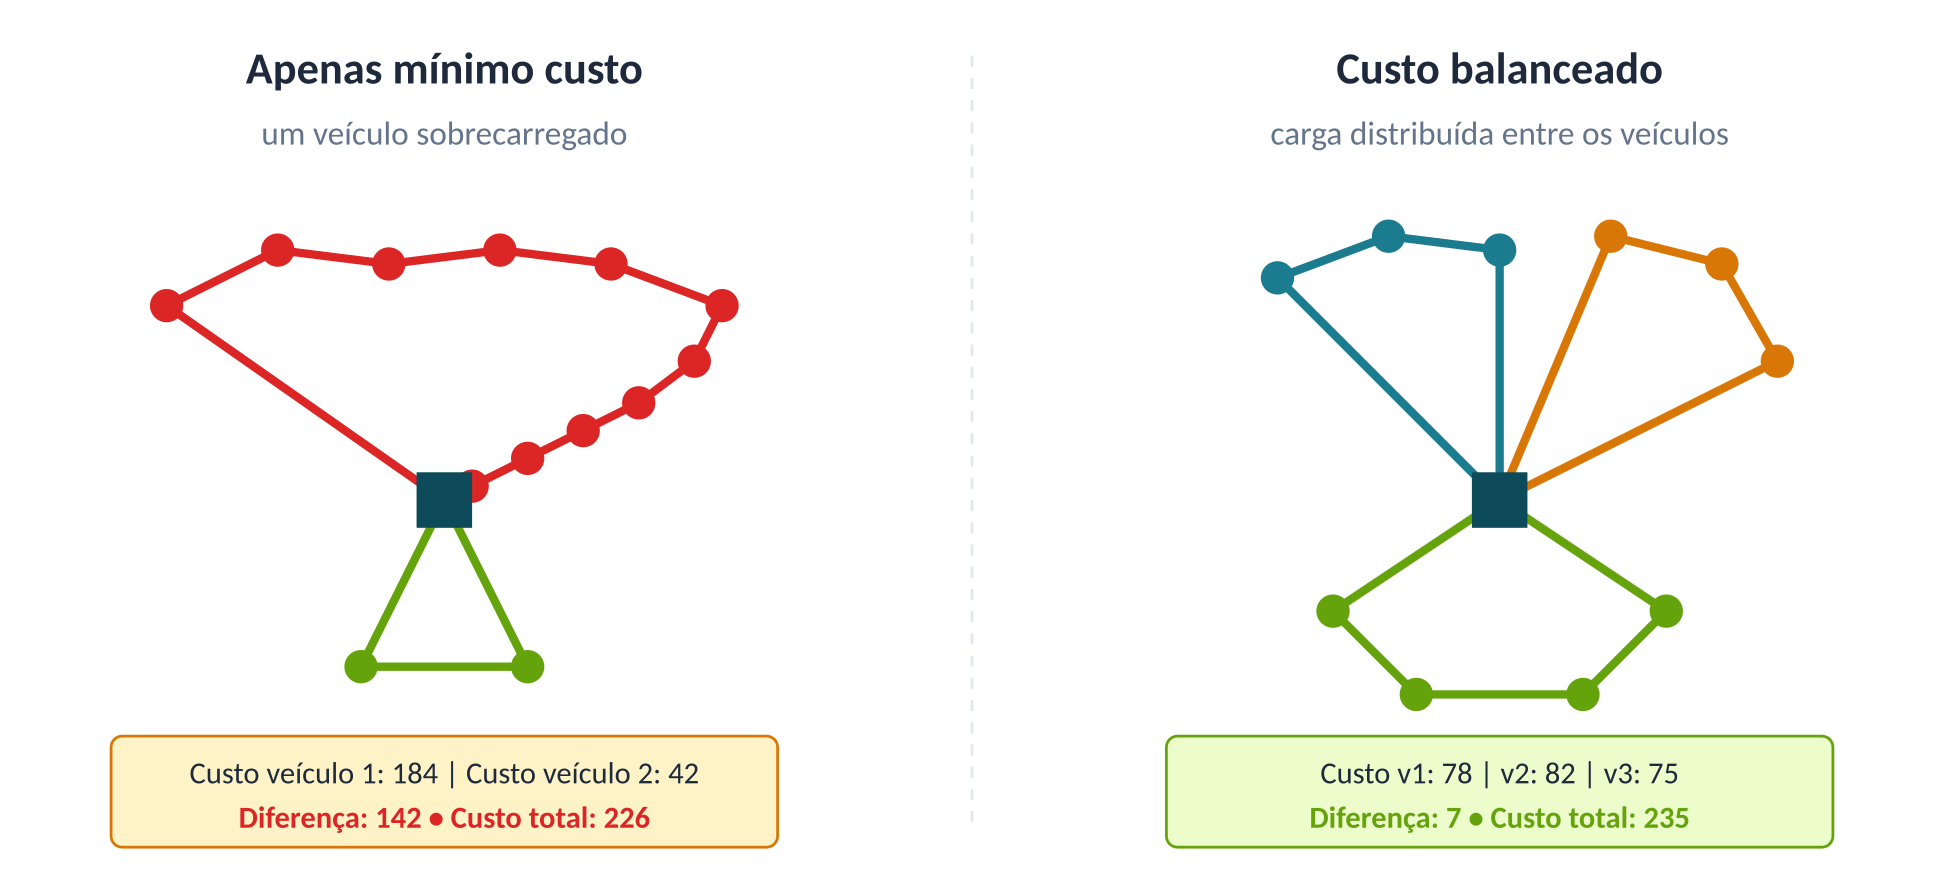 Apenas mínimo custo
um veículo sobrecarregado
Custo veículo 1: 184 | Custo veículo 2: 42
Diferença: 142 • Custo total: 226
Custo balanceado
carga distribuída entre os veículos
Custo v1: 78 | v2: 82 | v3: 75
Diferença: 7 • Custo total: 235